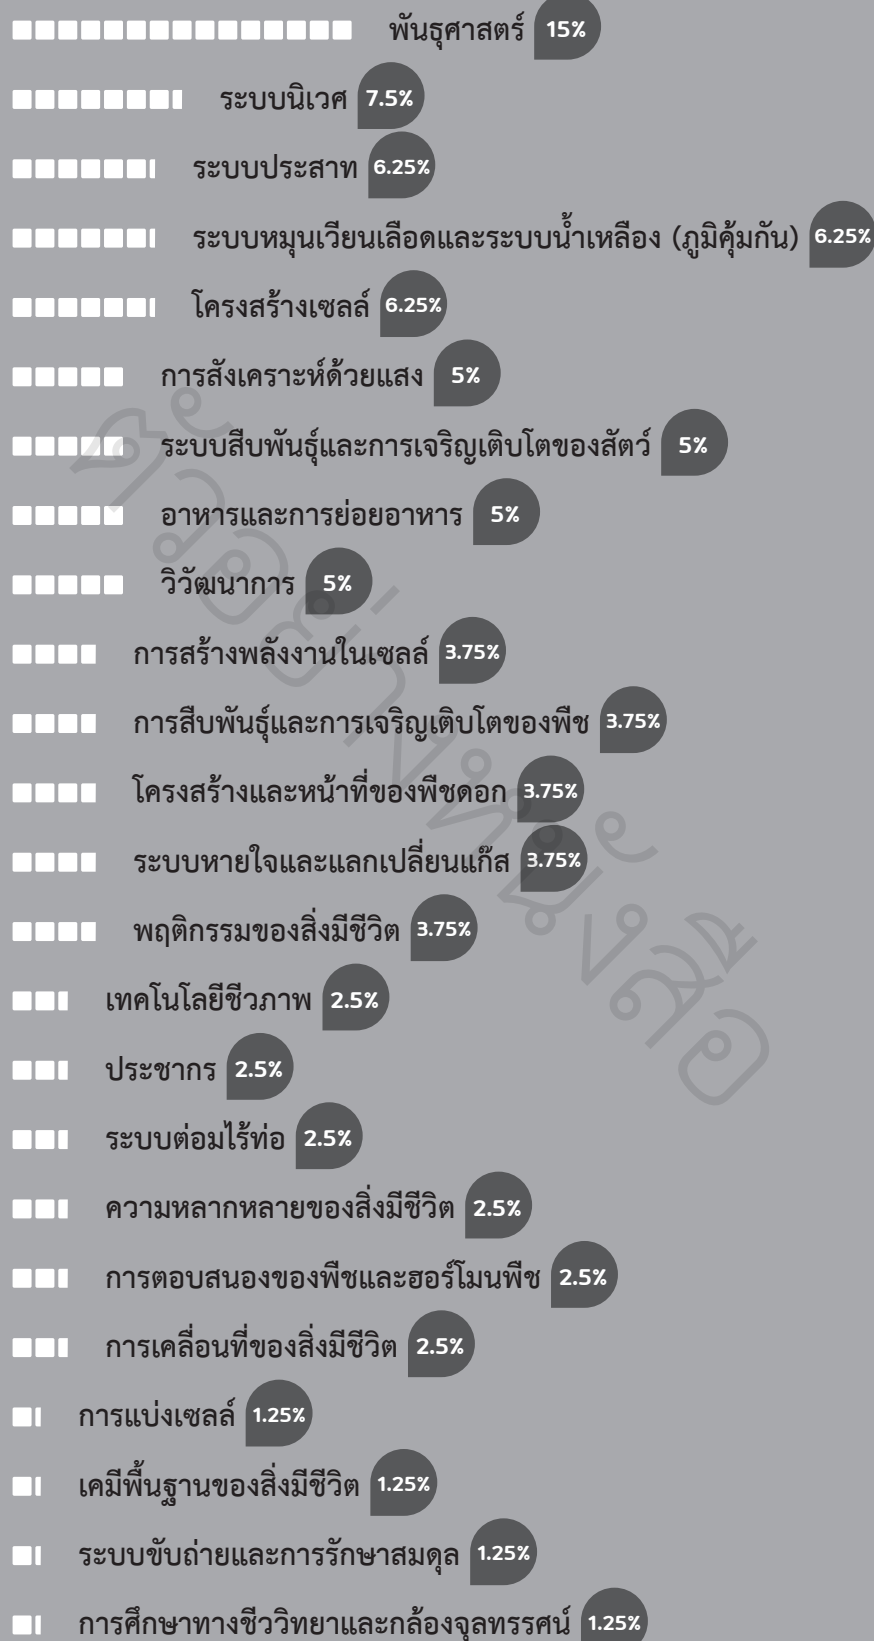 พันธุศาสตร์ 15%
ระบบนิเวศ 7.5%
ระบบประสาท 6.25%
ระบบหมุนเวียนเลือดและระบบน้ำเหลือง (ภูมิคุ้มกัน) 6.25%
โครงสร้างเซลล์ 6.25%
การสังเคราะห์ด้วยแสง 5%
ระบบสืบพันธุ์และการเจริญเติบโตของสัตว์ 5%
อาหารและการย่อยอาหาร 5%
วิวัฒนาการ 5%
การสร้างพลังงานในเซลล์ 3.75%
การสืบพันธุ์และการเจริญเติบโตของพืช 3.75%
โครงสร้างและหน้าที่ของพืชดอก 3.75%
ระบบหายใจและแลกเปลี่ยนแก๊ส 3.75%
พฤติกรรมของสิ่งมีชีวิต 3.75%
เทคโนโลยีชีวภาพ 2.5%
ประชากร 2.5%
ระบบต่อมไร้ท่อ 2.5%
ความหลากหลายของสิ่งมีชีวิต 2.5%
การตอบสนองของพืชและฮอร์โมนพืช 2.5%
การเคลื่อนที่ของสิ่งมีชีวิต 2.5%
การแบ่งเซลล์ 1.25%
เคมีพื้นฐานของสิ่งมีชีวิต 1.25%
ระบบขับถ่ายและการรักษาสมดุล 1.25%
การศึกษาทางชีววิทยาและกล้องจุลทรรศน์ 1.25%
ตัวอย่างหนังสือ